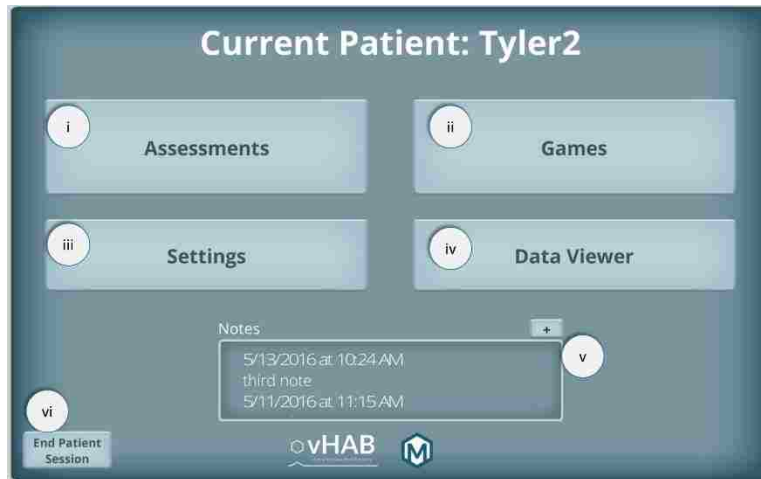 Current Patient: Tyler2
i
Assessments
ii
Games
iii
Settings
iv
Data Viewer
Notes
+
5/13/2016 at 10:24 AM
third note
5/11/2016 at 11:15 AM
v
vi
End Patient
Session
vHAB
M